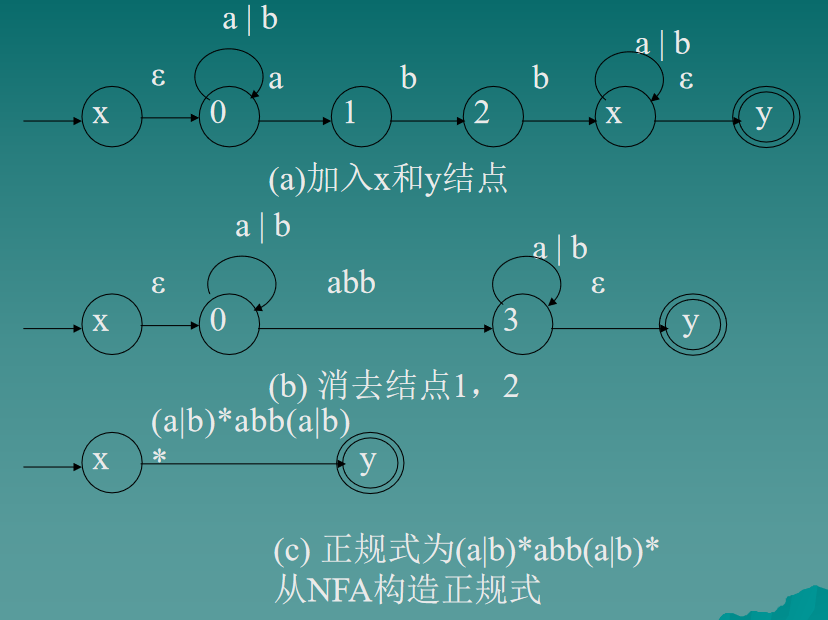 a | b
a | b
ε a b b ε
x 0 1 2 x y
(a)加入x和y结点
a | b
a | b
ε abb ε
x 0 3 y
(b) 消去结点1，2
(a|b)*abb(a|b)
*
x y
(c) 正规式为(a|b)*abb(a|b)*
从NFA构造正规式